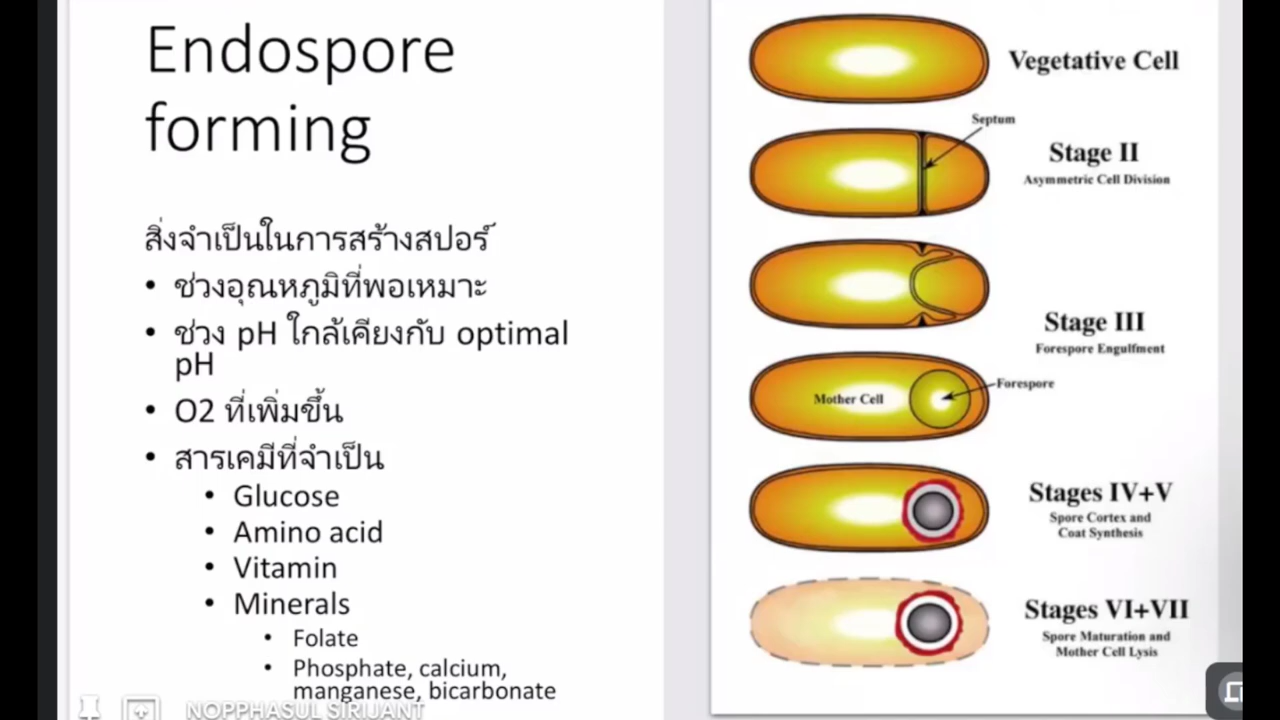 Endospore
forming
สิ่งจำเป็นในการสร้างสปอร์
• ช่วงอุณหภูมิที่พอเหมาะ
• ช่วง pH ใกล้เคียงกับ optimal
pH
• O2 ที่เพิ่มขึ้น
• สารเคมีที่จำเป็น
• Glucose
• Amino acid
• Vitamin
• Minerals
• Folate
• Phosphate, calcium,
manganese, bicarbonate
NOPPHASUL SIRIJANT
Vegetative Cell
Septum
Stage II
Asymmetric Cell Division
Stage III
Forespore Engulfment
Forespore
Mother Cell
Stages IV+V
Spore Cortex and
Coat Synthesis
Stages VI+VII
Spore Maturation and
Mother Cell Lysis